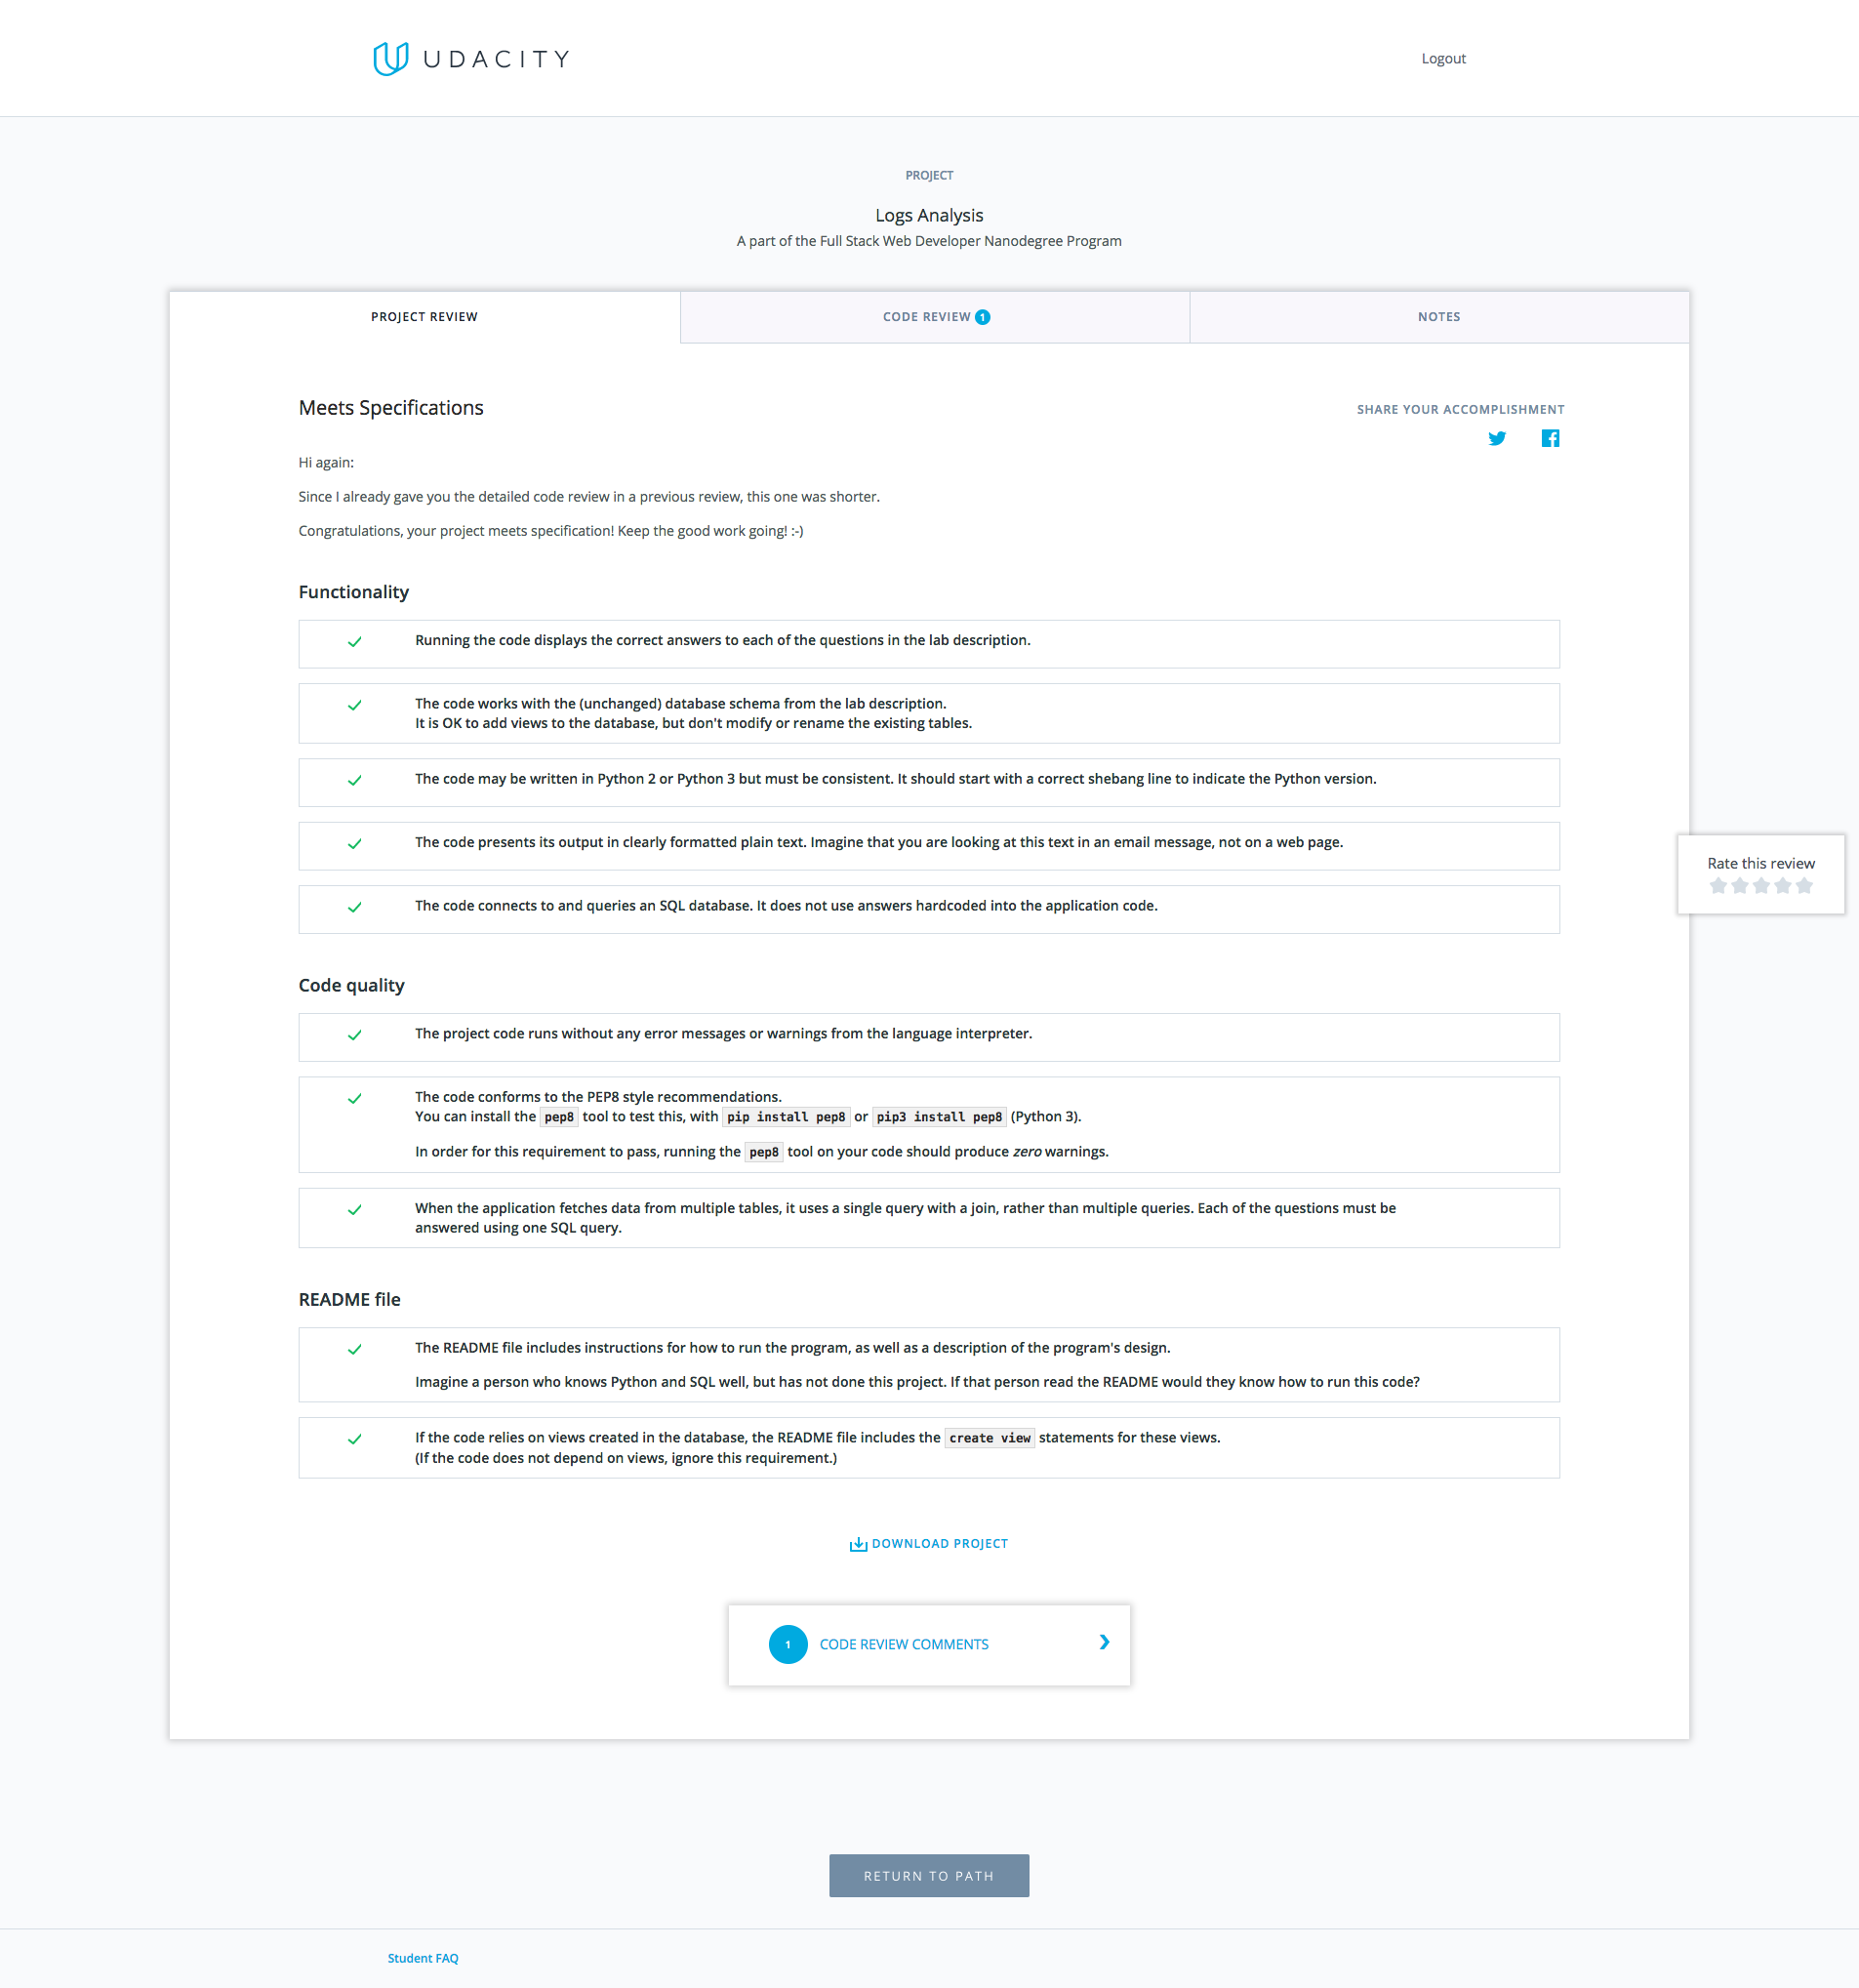 UDACITY
Logout
PROJECT
Logs Analysis
A part of the Full Stack Web Developer Nanodegree Program
PROJECT REVIEW
CODE REVIEW 1
NOTES
Meets Specifications
SHARE YOUR ACCOMPLISHMENT
Hi again:
Since I already gave you the detailed code review in a previous review, this one was shorter.
Congratulations, your project meets specification! Keep the good work going! :-)
Functionality
Running the code displays the correct answers to each of the questions in the lab description.
The code works with the (unchanged) database schema from the lab description.
It is OK to add views to the database, but don't modify or rename the existing tables.
The code may be written in Python 2 or Python 3 but must be consistent. It should start with a correct shebang line to indicate the Python version.
The code presents its output in clearly formatted plain text. Imagine that you are looking at this text in an email message, not on a web page.
Rate this review
The code connects to and queries an SQL database. It does not use answers hardcoded into the application code.
Code quality
The project code runs without any error messages or warnings from the language interpreter.
The code conforms to the PEP8 style recommendations.
You can install the pep8 tool to test this, with pip install pep8 or pip3 install pep8 (Python 3).
In order for this requirement to pass, running the pep8 tool on your code should produce zero warnings.
When the application fetches data from multiple tables, it uses a single query with a join, rather than multiple queries. Each of the questions must be
answered using one SQL query.
README file
The README file includes instructions for how to run the program, as well as a description of the program's design.
Imagine a person who knows Python and SQL well, but has not done this project. If that person read the README would they know how to run this code?
If the code relies on views created in the database, the README file includes the create view statements for these views.
(If the code does not depend on views, ignore this requirement.)
DOWNLOAD PROJECT
1 CODE REVIEW COMMENTS
RETURN TO PATH
Student FAQ